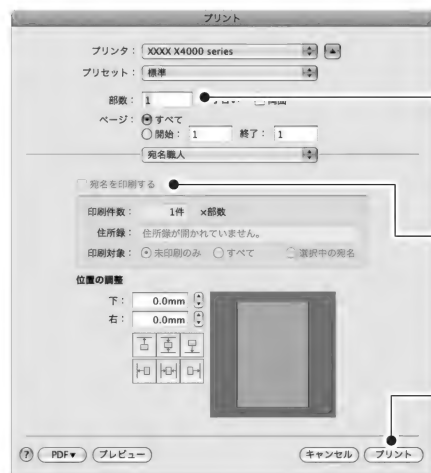 プリント
プリンタ： XXXX X4000 series
プリセット： 標準
部数： 1 丁合い 両面
ページ： すべて
開始： 1 終了： 1
宛名職人
宛名を印刷する
印刷件数： 1件 ×部数
住所録： 住所録が開かれていません。
印刷対象： 未印刷のみ すべて 選択中の宛名
位置の調整
下： 0.0mm
右： 0.0mm
? PDF▼ プレビュー キャンセル プリント